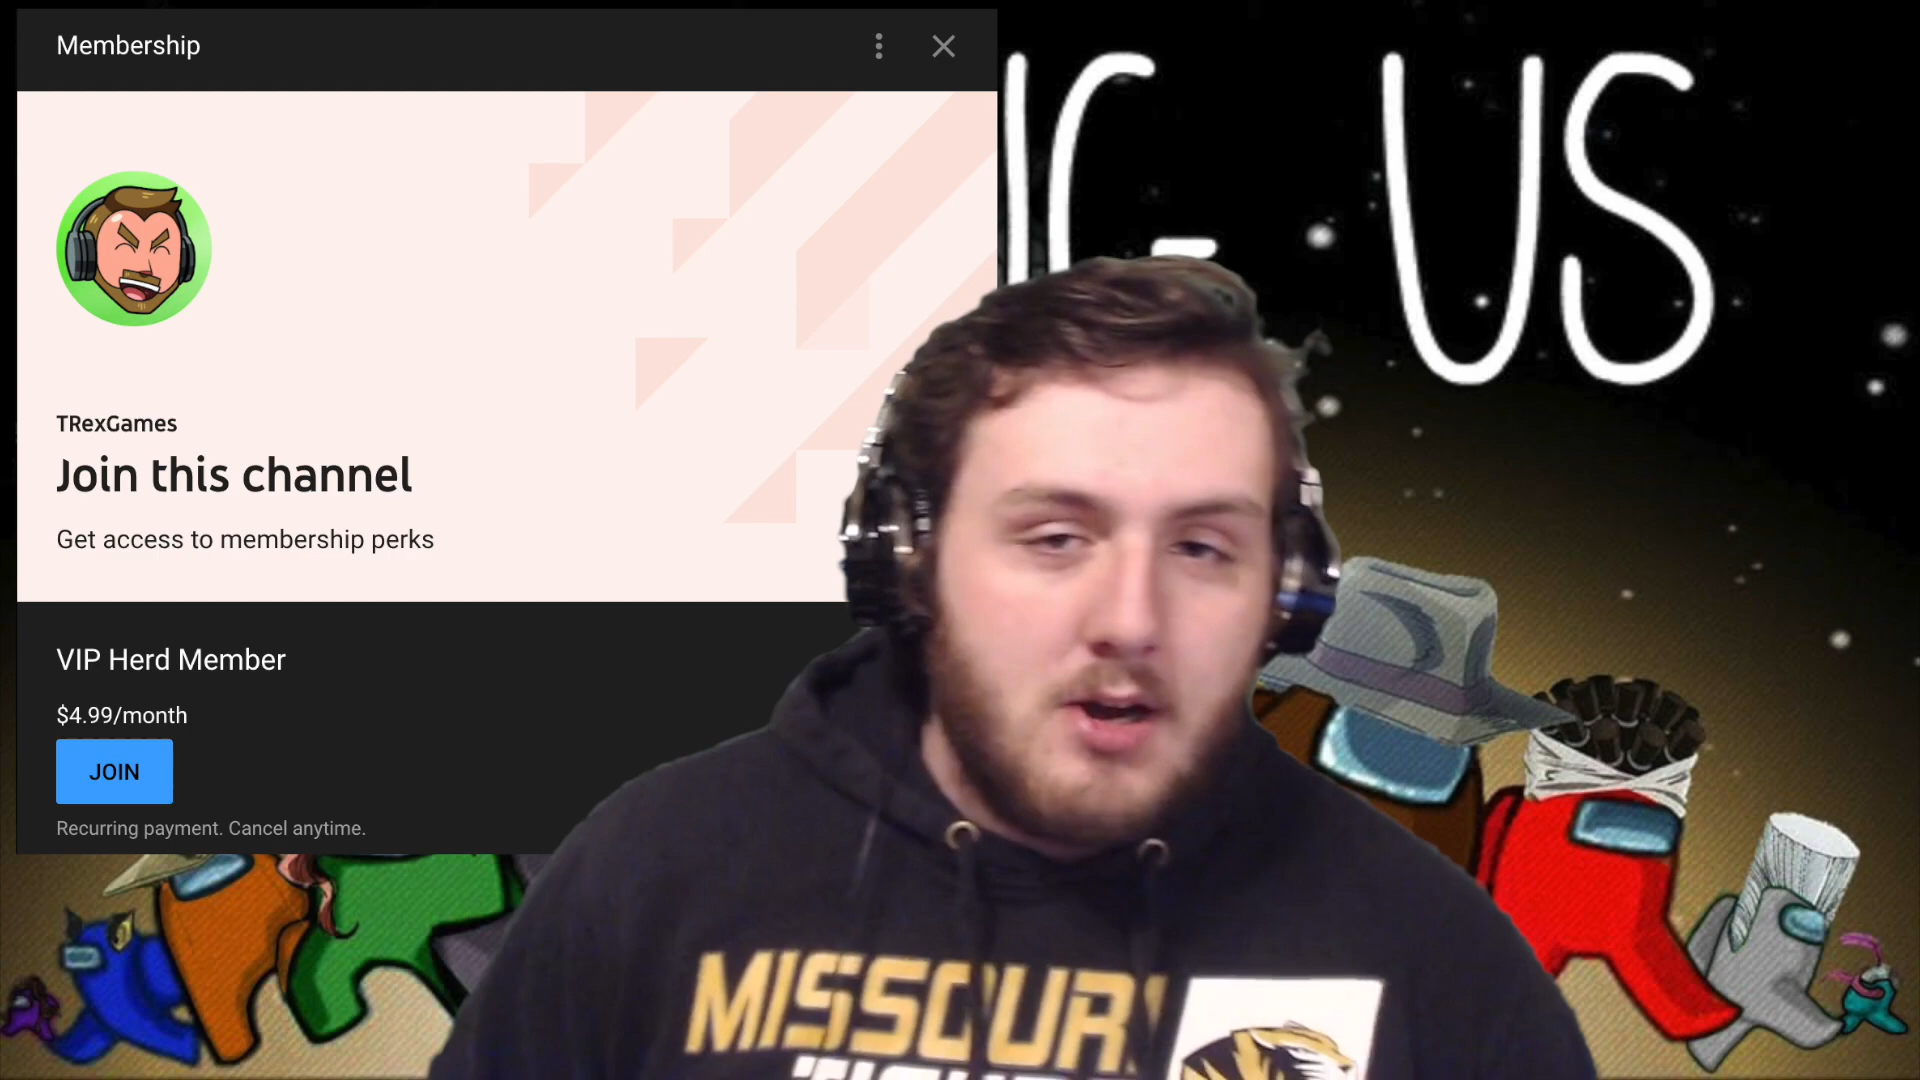 Membership
TRexGames
Join this channel
Get access to membership perks
VIP Herd Member
$4.99/month
JOIN
Recurring payment. Cancel anytime.
US
MISSOURI